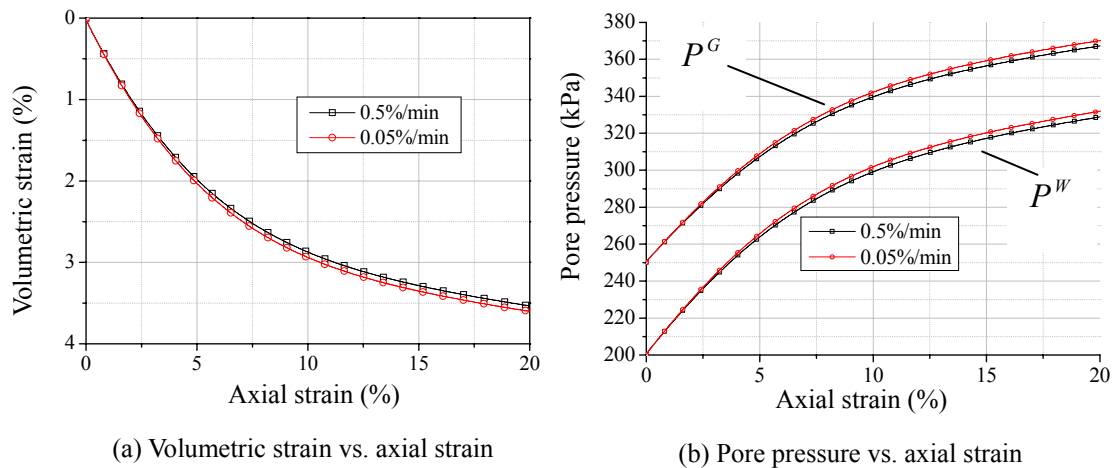 0
1
2
3
4
Volumetric strain (%)
0.5%/min
0.05%/min
0 5 10 15 20
Axial strain (%)
(a) Volumetric strain vs. axial strain
380
360
340
320
300
280
260
240
220
200
Pore pressure (kPa)
P^G
P^W
0.5%/min
0.05%/min
0 5 10 15 20
Axial strain (%)
(b) Pore pressure vs. axial strain